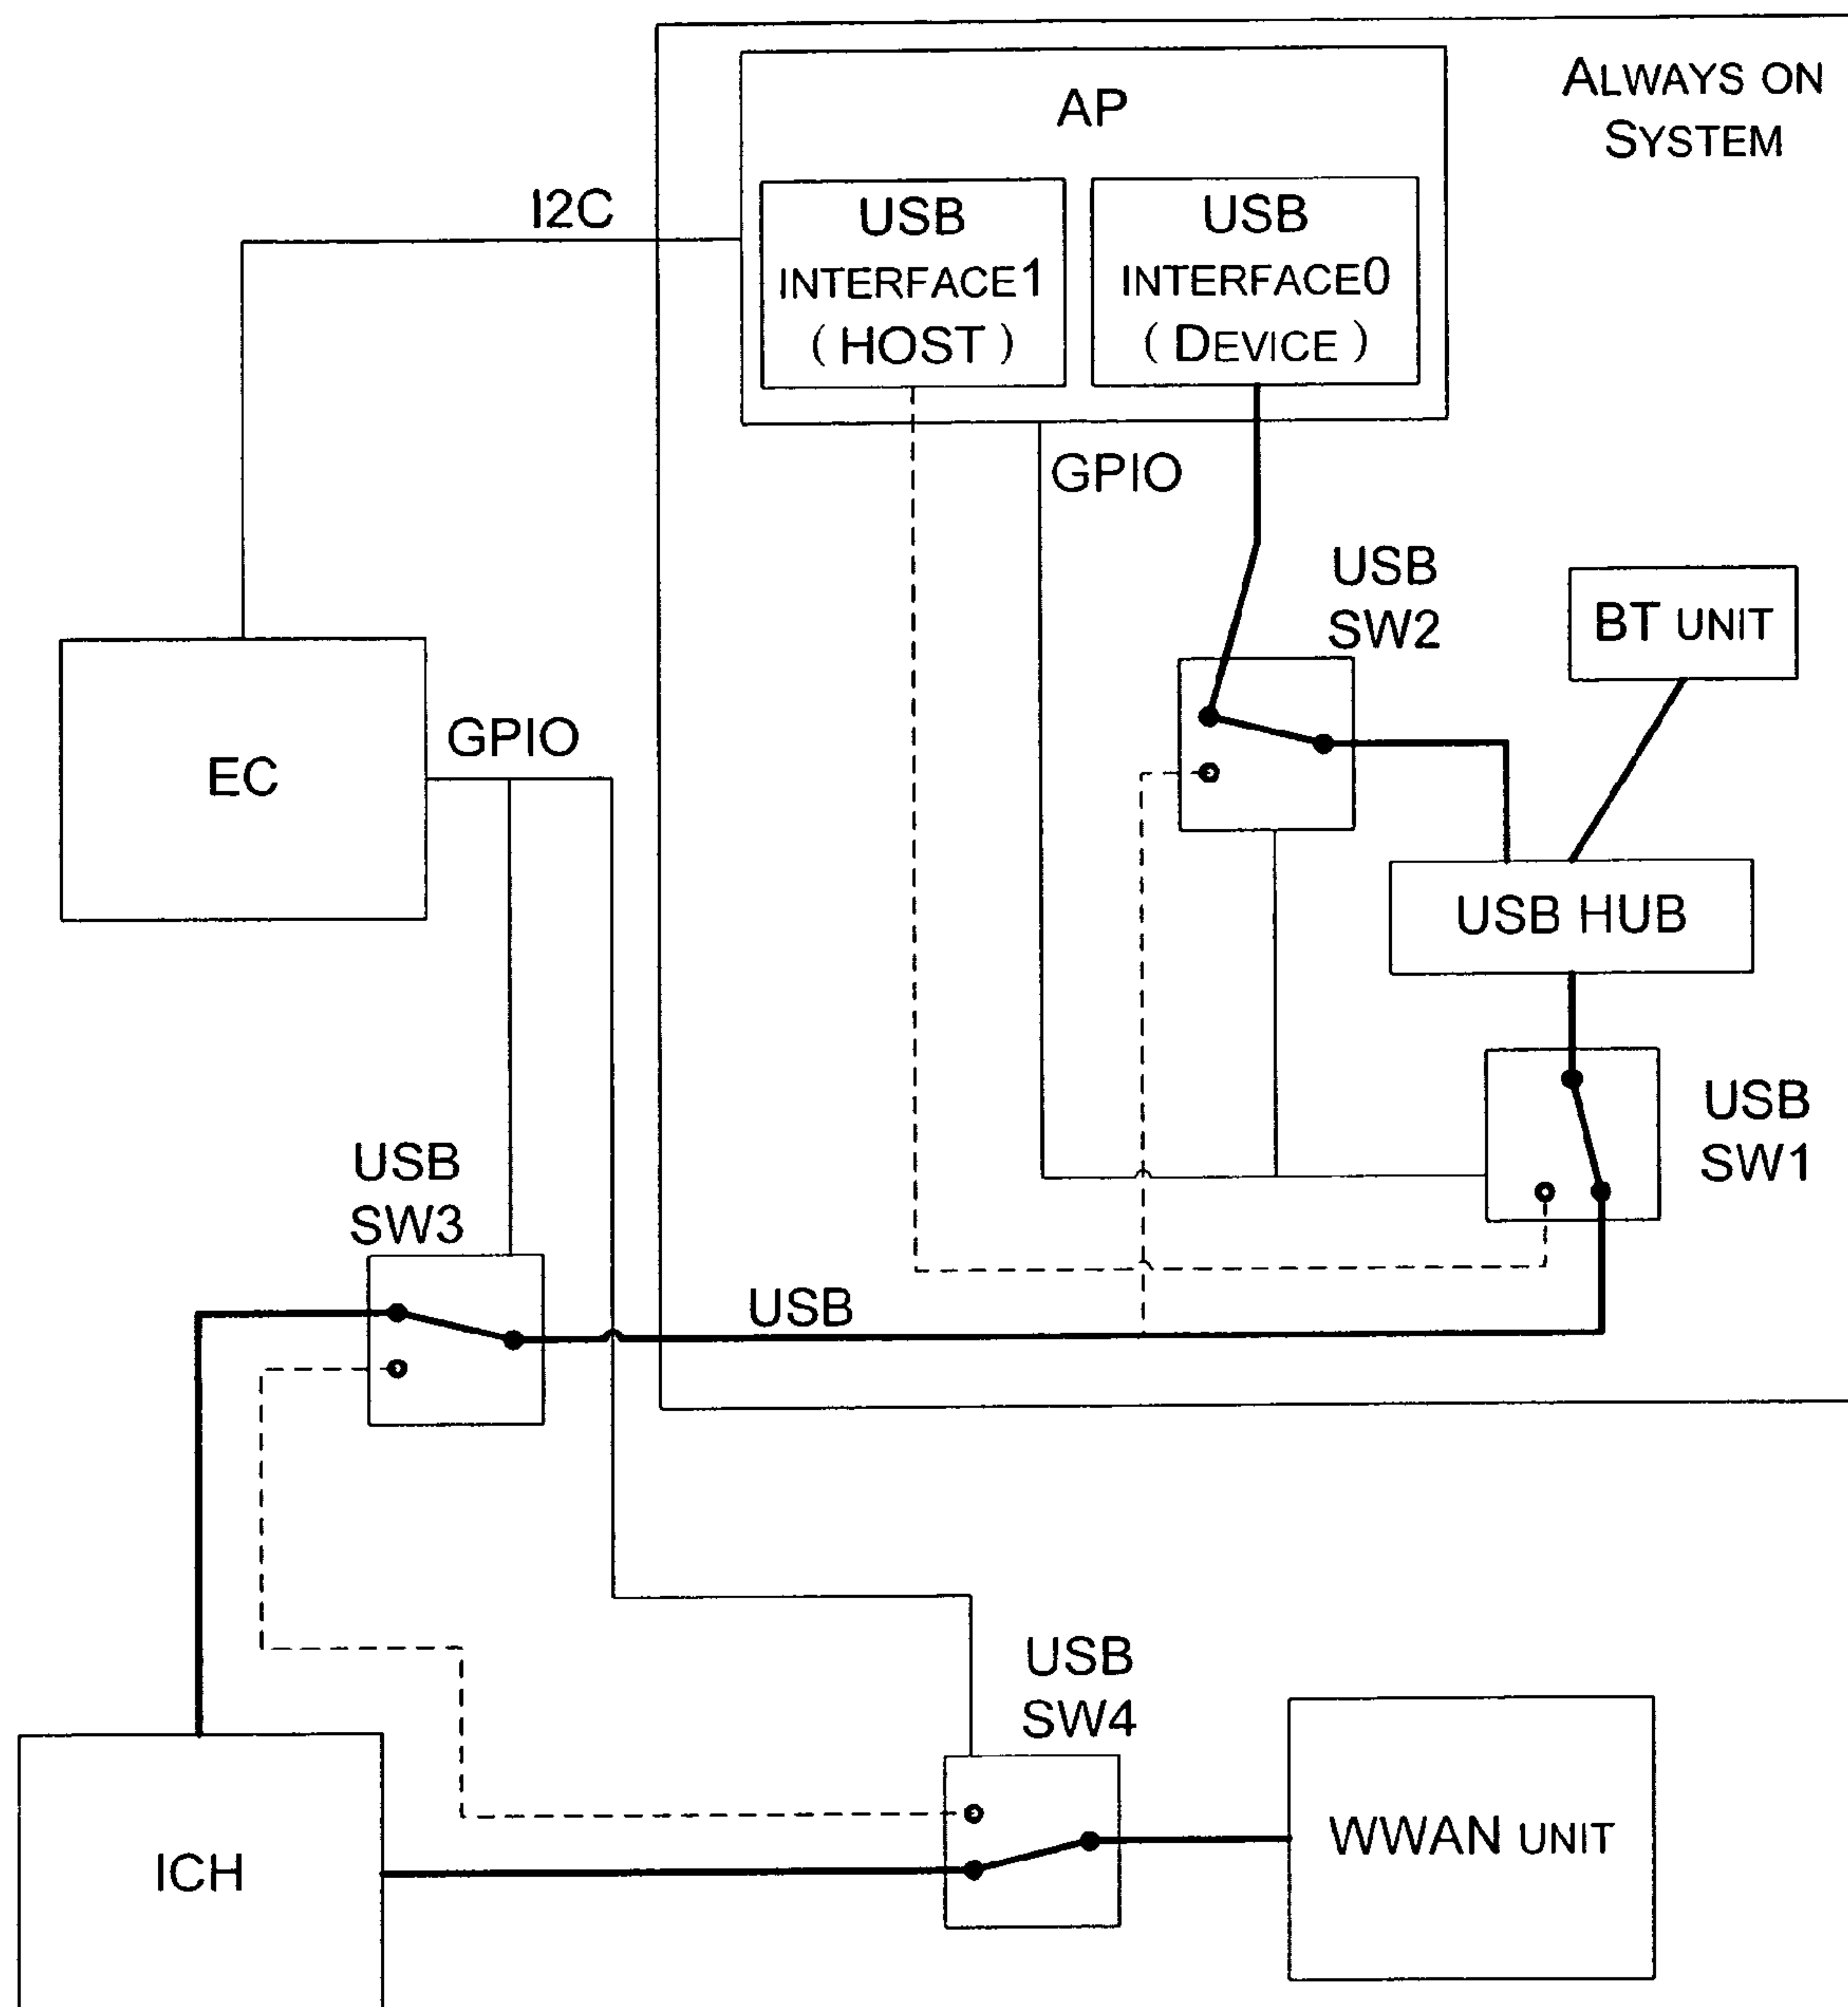 ALWAYS ON
SYSTEM
AP
I2C
USB
INTERFACE1
( HOST )
USB
INTERFACE0
( DEVICE )
GPIO
USB
SW2
BT UNIT
EC
GPIO
USB HUB
USB
SW1
USB
SW3
USB
USB
SW4
ICH
WWAN UNIT